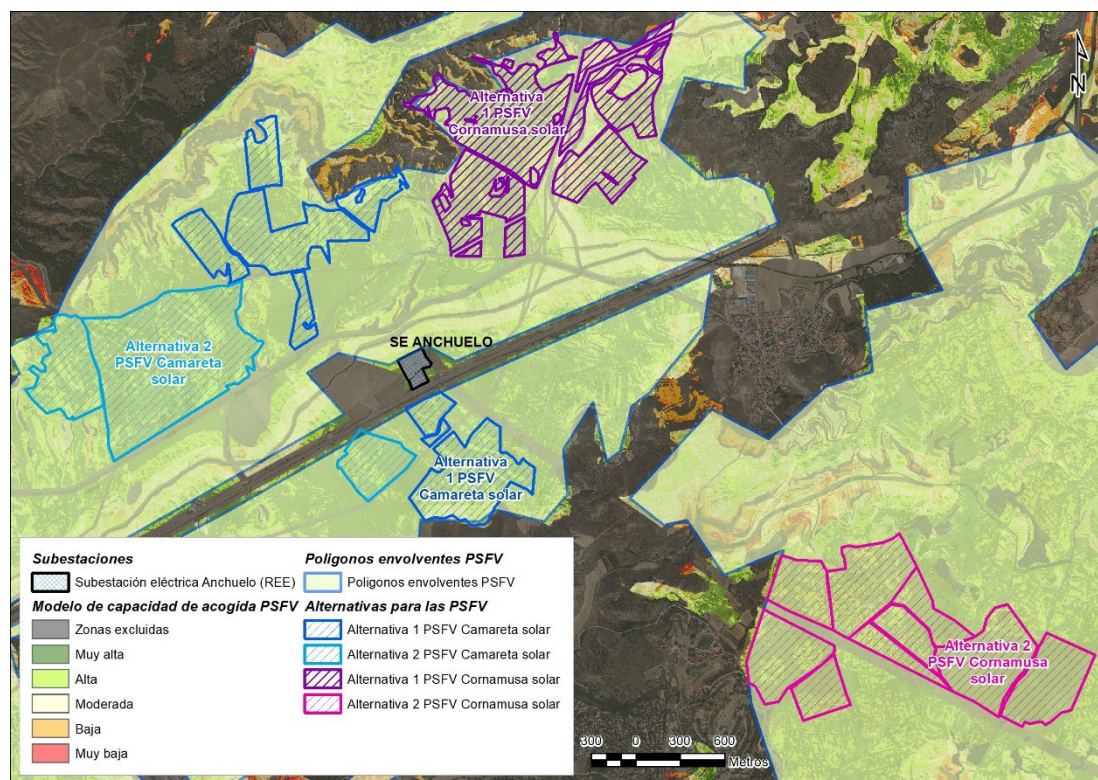 Alternativa
1 PSFV
Cornamusa solar
N
SE ANCHUELO
Alternativa 2
PSFV Camareta
solar
Alternativa
1 PSFV
Camareta solar
Alternativa 2
PSFV Cornamusa
solar
Subestaciones
Subestación eléctrica Anchuelo (REE)
Modelo de capacidad de acogida PSFV
Zonas excluidas
Muy alta
Alta
Moderada
Baja
Muy baja
Poligonos envolventes PSFV
Poligonos envolventes PSFV
Alternativas para las PSFV
Alternativa 1 PSFV Camareta solar
Alternativa 2 PSFV Camareta solar
Alternativa 1 PSFV Cornamusa solar
Alternativa 2 PSFV Cornamusa solar
300 0 300 600
Metros